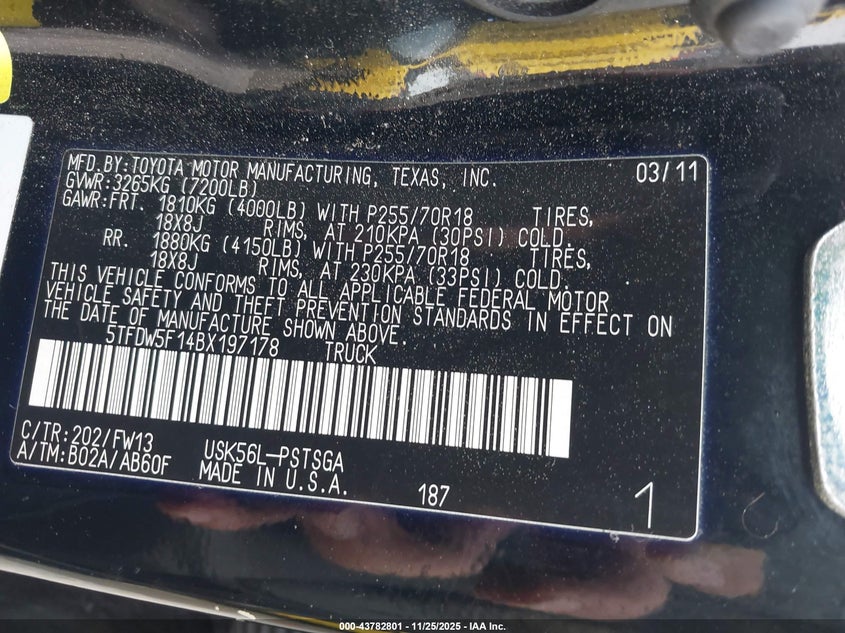 MFD.BY:TOYOTA MOTOR MANUFACTURING, TEXAS, INC. 03/11
GVWR:3265KG (7200LB)
GAWR:FRT. 1810KG (4000LB) WITH P255/70R18 TIRES,
18X8J RIMS, AT 210KPA (30PSI) COLD.
RR. 1880KG (4150LB) WITH P255/70R18 TIRES,
18X8J RIMS, AT 230KPA (33PSI) COLD.
THIS VEHICLE CONFORMS TO ALL APPLICABLE FEDERAL MOTOR
VEHICLE SAFETY AND THEFT PREVENTION STANDARDS IN EFFECT ON
THE DATE OF MANUFACTURE SHOWN ABOVE.
5TFDW5F14BX197178 TRUCK
C/TR:202/FW13 USK56L-PSTSGA
A/TM:B02A/AB60F MADE IN U.S.A. 187 1
000-43782801 - 11/25/2025 - IAA Inc.